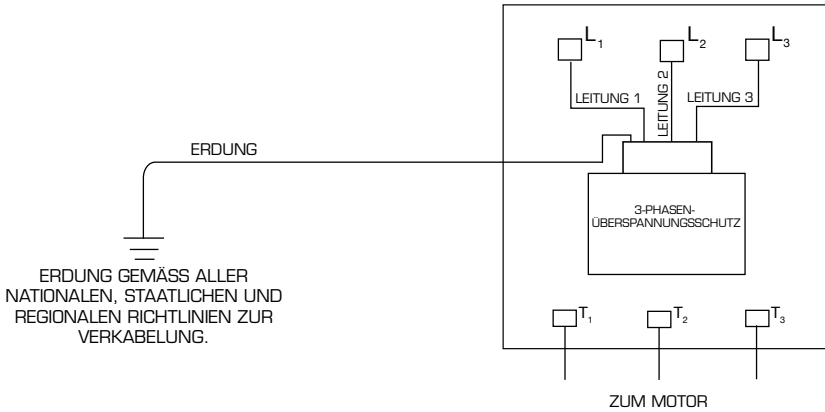 L₁
L₂
L₃
LEITUNG 1
LEITUNG 2
LEITUNG 3
ERDUNG
3-PHASEN-
ÜBERSPANNUNGSSCHUTZ
ERDUNG GEMÄSS ALLER
NATIONALEN, STAATLICHEN UND
REGIONALEN RICHTLINIEN ZUR
VERKABELUNG.
T₁
T₂
T₃
ZUM MOTOR